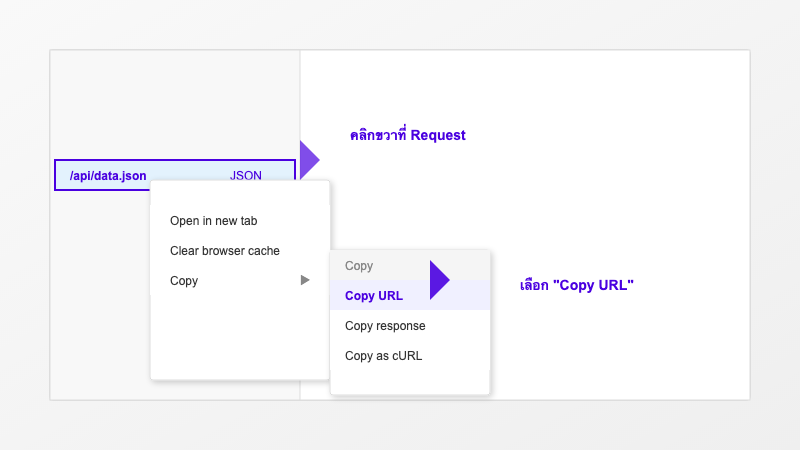 คลิกขวาที่ Request
/api/data.json JSON
Open in new tab
Clear browser cache
Copy
Copy
Copy URL
เลือก "Copy URL"
Copy response
Copy as cURL